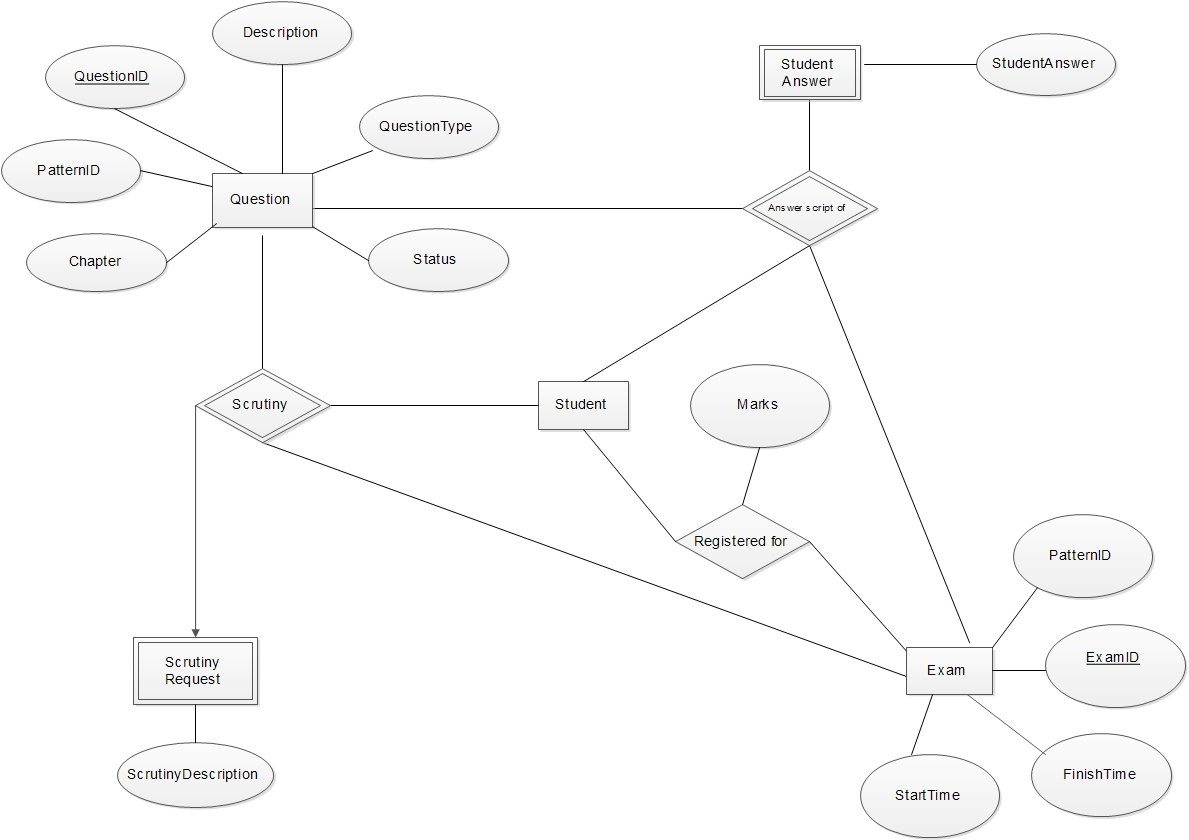 Description
QuestionID
Student
Answer
StudentAnswer
QuestionType
PatternID
Question
Answer script of
Chapter
Status
Scrutiny
Student
Marks
Registered for
PatternID
ExamID
Scrutiny
Request
Exam
ScrutinyDescription
FinishTime
StartTime